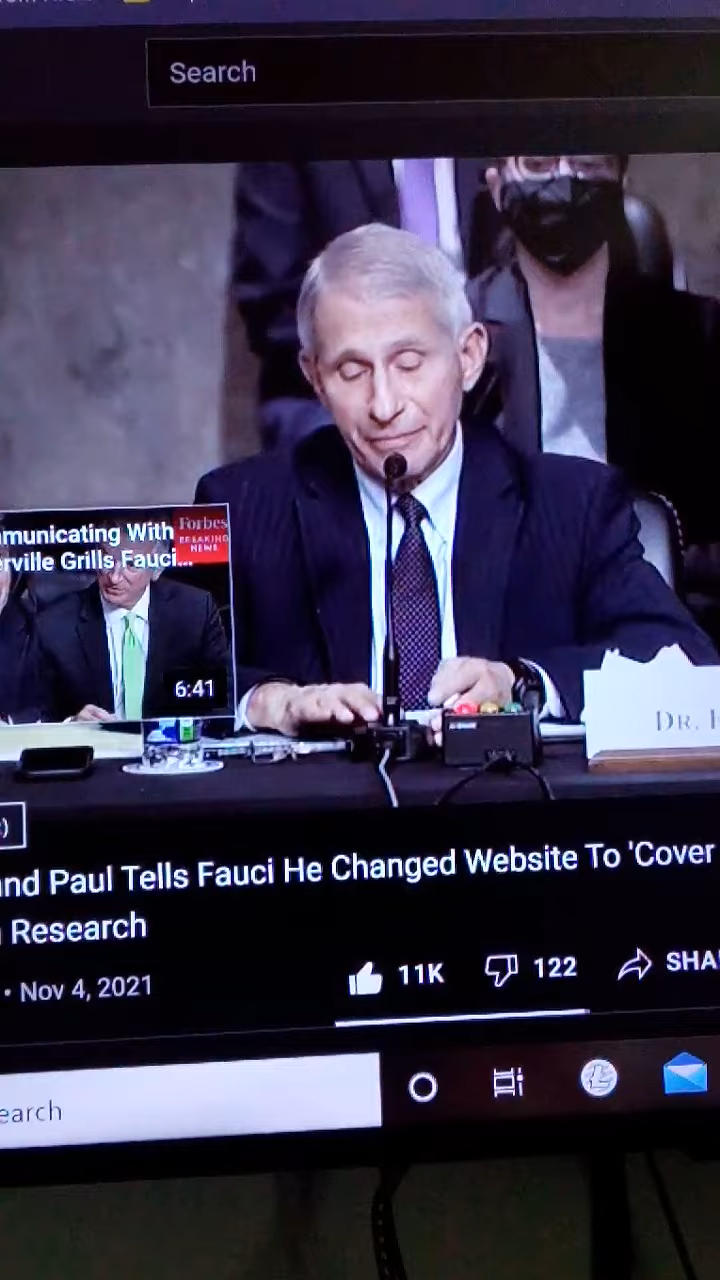 Search
mmunicating With
erville Grills Fauci...
Forbes
BREAKING
NEWS
6:41
DR.
)
and Paul Tells Fauci He Changed Website To 'Cover
Research
• Nov 4, 2021
11K
122
SHA
earch